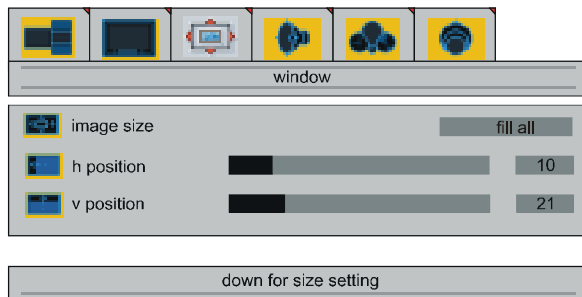 window
image size fill all
h position 10
v position 21
down for size setting